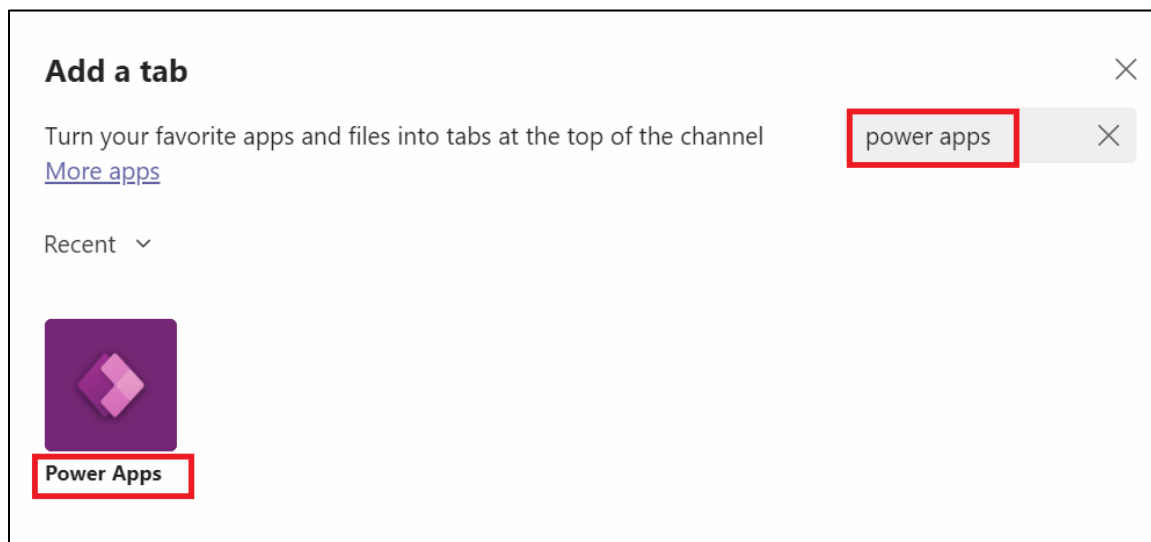 Add a tab
Turn your favorite apps and files into tabs at the top of the channel
More apps
power apps
Recent
Power Apps